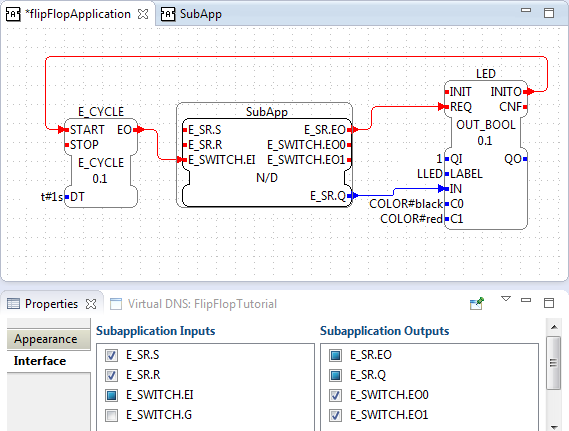 *flipFlopApplication SubApp
E_CYCLE
START EO
STOP
E_CYCLE
0.1
t#1s DT
SubApp
E_SR.S E_SR.EO
E_SR.R E_SWITCH.EO0
E_SWITCH.EI E_SWITCH.EO1
N/D
E_SR.Q
LED
INIT INITO
REQ CNF
OUT_BOOL
0.1
1 QI QO
LLED LABEL
IN
COLOR#black C0
COLOR#red C1
Properties Virtual DNS: FlipFlopTutorial
Appearance
Interface
Subapplication Inputs
E_SR.S
E_SR.R
E_SWITCH.EI
E_SWITCH.G
Subapplication Outputs
E_SR.EO
E_SR.Q
E_SWITCH.EO0
E_SWITCH.EO1